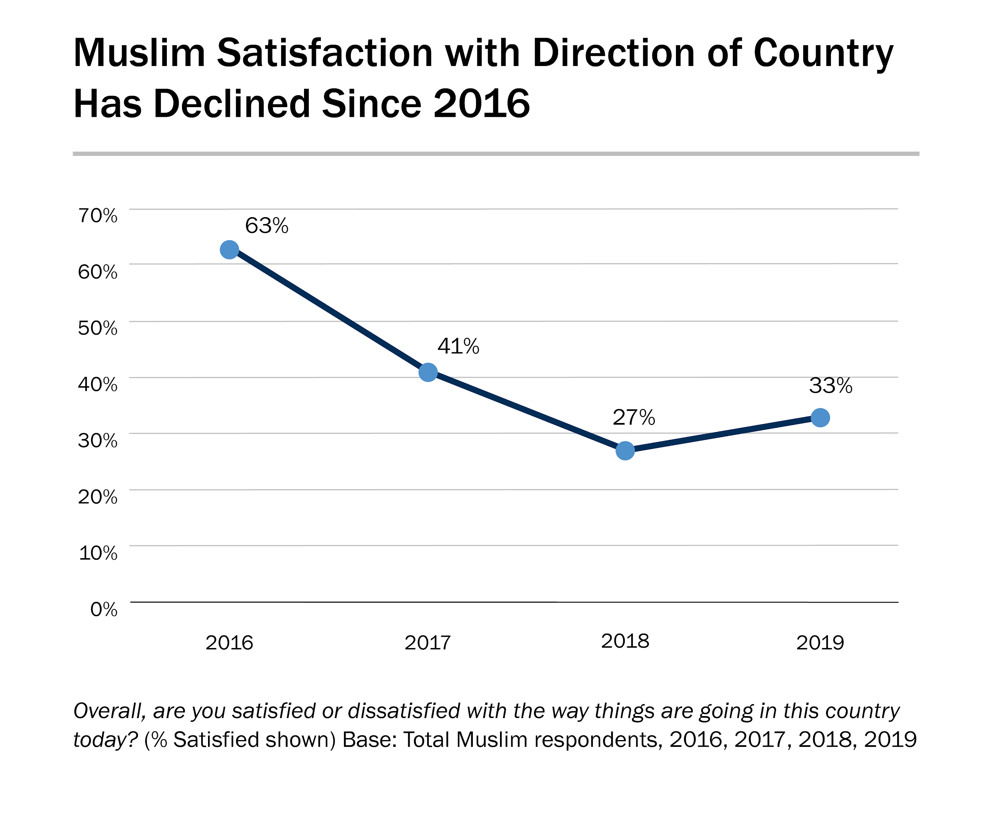 Muslim Satisfaction with Direction of Country
Has Declined Since 2016
70%
63%
60%
50%
41%
40%
33%
27%
30%
20%
10%
0%
2016 2017 2018 2019
Overall, are you satisfied or dissatisfied with the way things are going in this country
today? (% Satisfied shown) Base: Total Muslim respondents, 2016, 2017, 2018, 2019